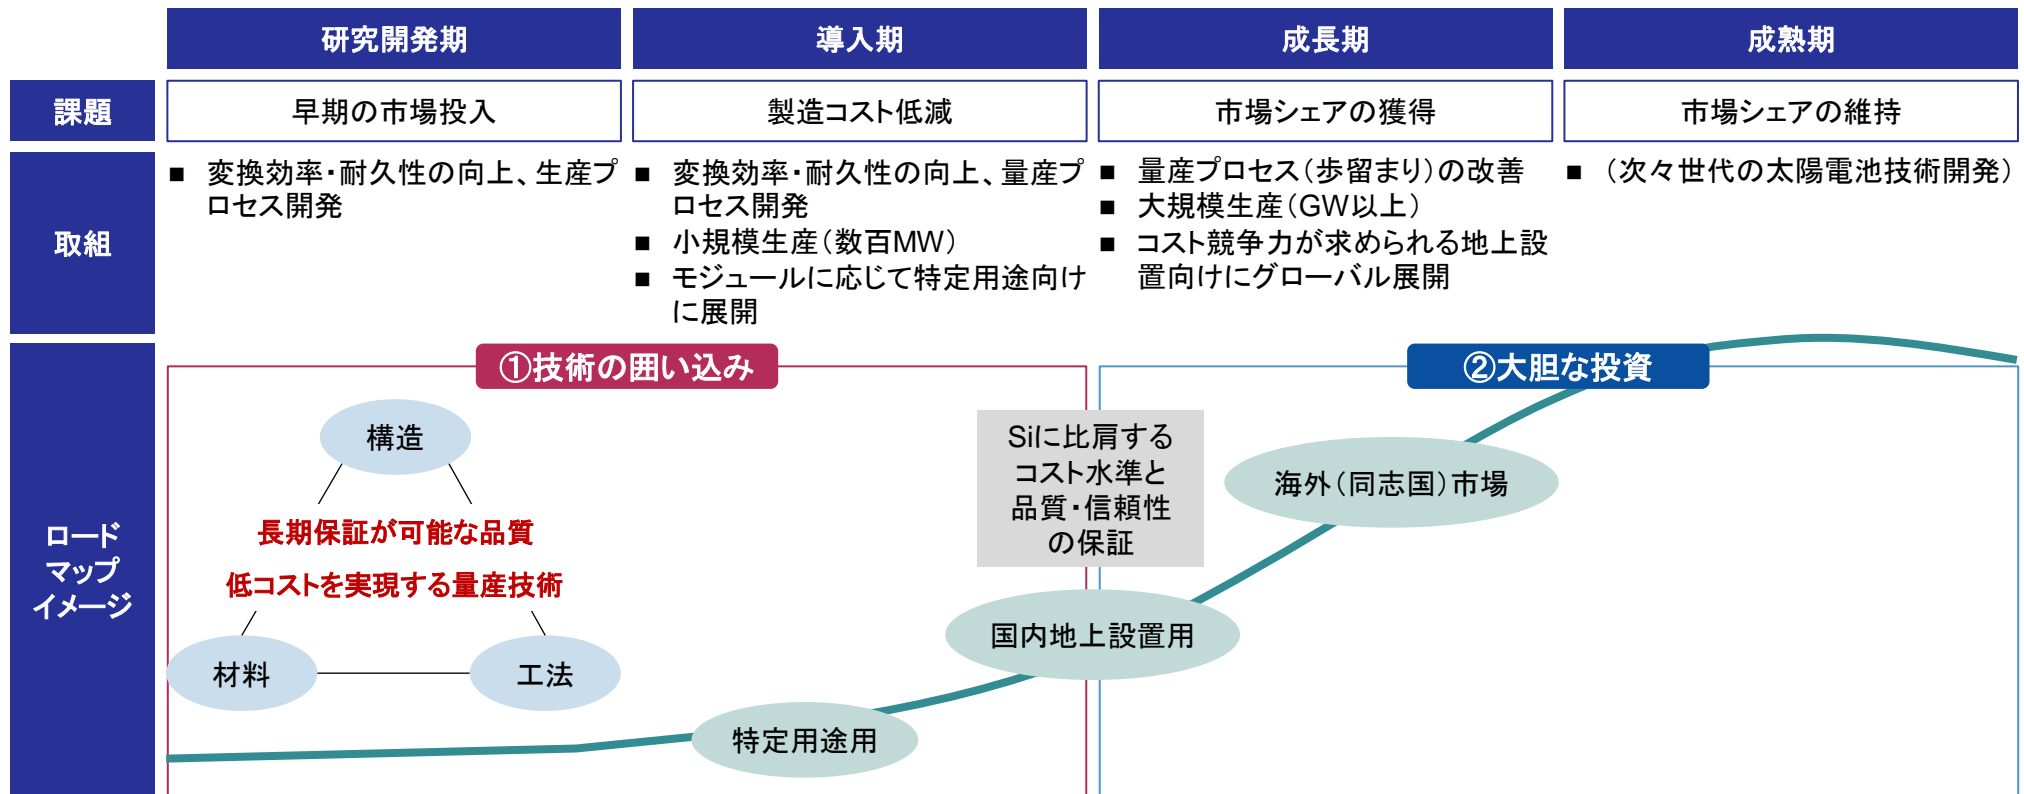 研究開発期
導入期
成長期
成熟期
課題
早期の市場投入
製造コスト低減
市場シェアの獲得
市場シェアの維持
取組
■ 変換効率・耐久性の向上、生産プ
ロセス開発
■ 変換効率・耐久性の向上、量産プ
ロセス開発
■ 小規模生産（数百MW）
■ モジュールに応じて特定用途向け
に展開
■ 量産プロセス（歩留まり）の改善
■ 大規模生産（GW以上）
■ コスト競争力が求められる地上設
置向けにグローバル展開
■ （次々世代の太陽電池技術開発）
ロード
マップ
イメージ
①技術の囲い込み
②大胆な投資
構造
長期保証が可能な品質
低コストを実現する量産技術
材料
工法
Siに比肩する
コスト水準と
品質・信頼性
の保証
海外（同志国）市場
国内地上設置用
特定用途用